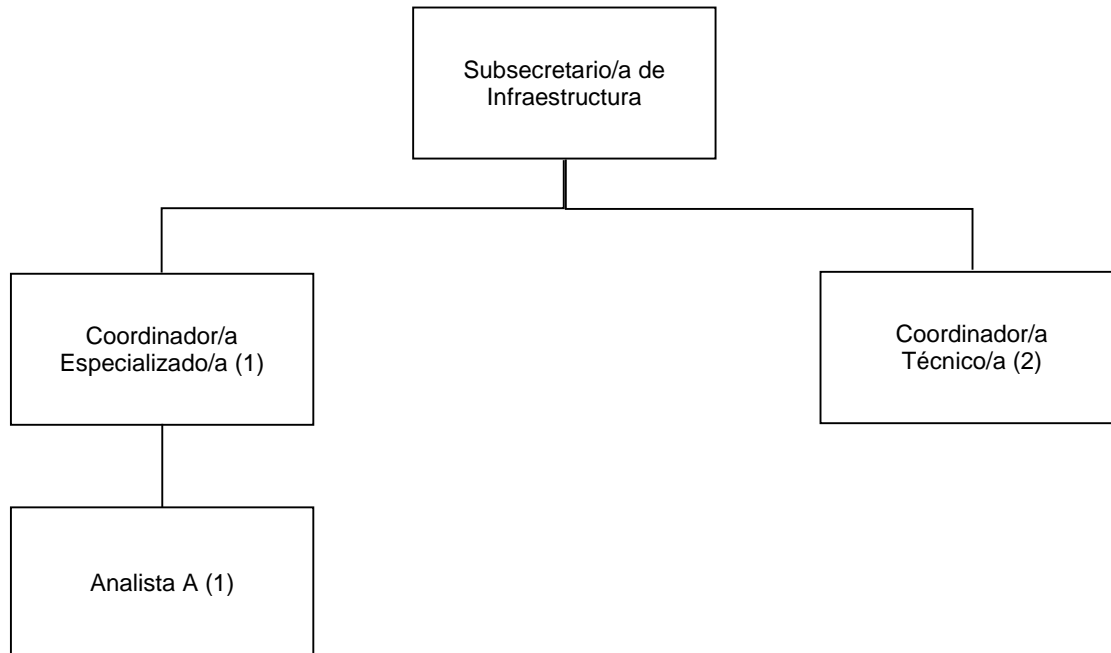 Subsecretario/a de
Infraestructura
Coordinador/a
Especializado/a (1)
Coordinador/a
Técnico/a (2)
Analista A (1)